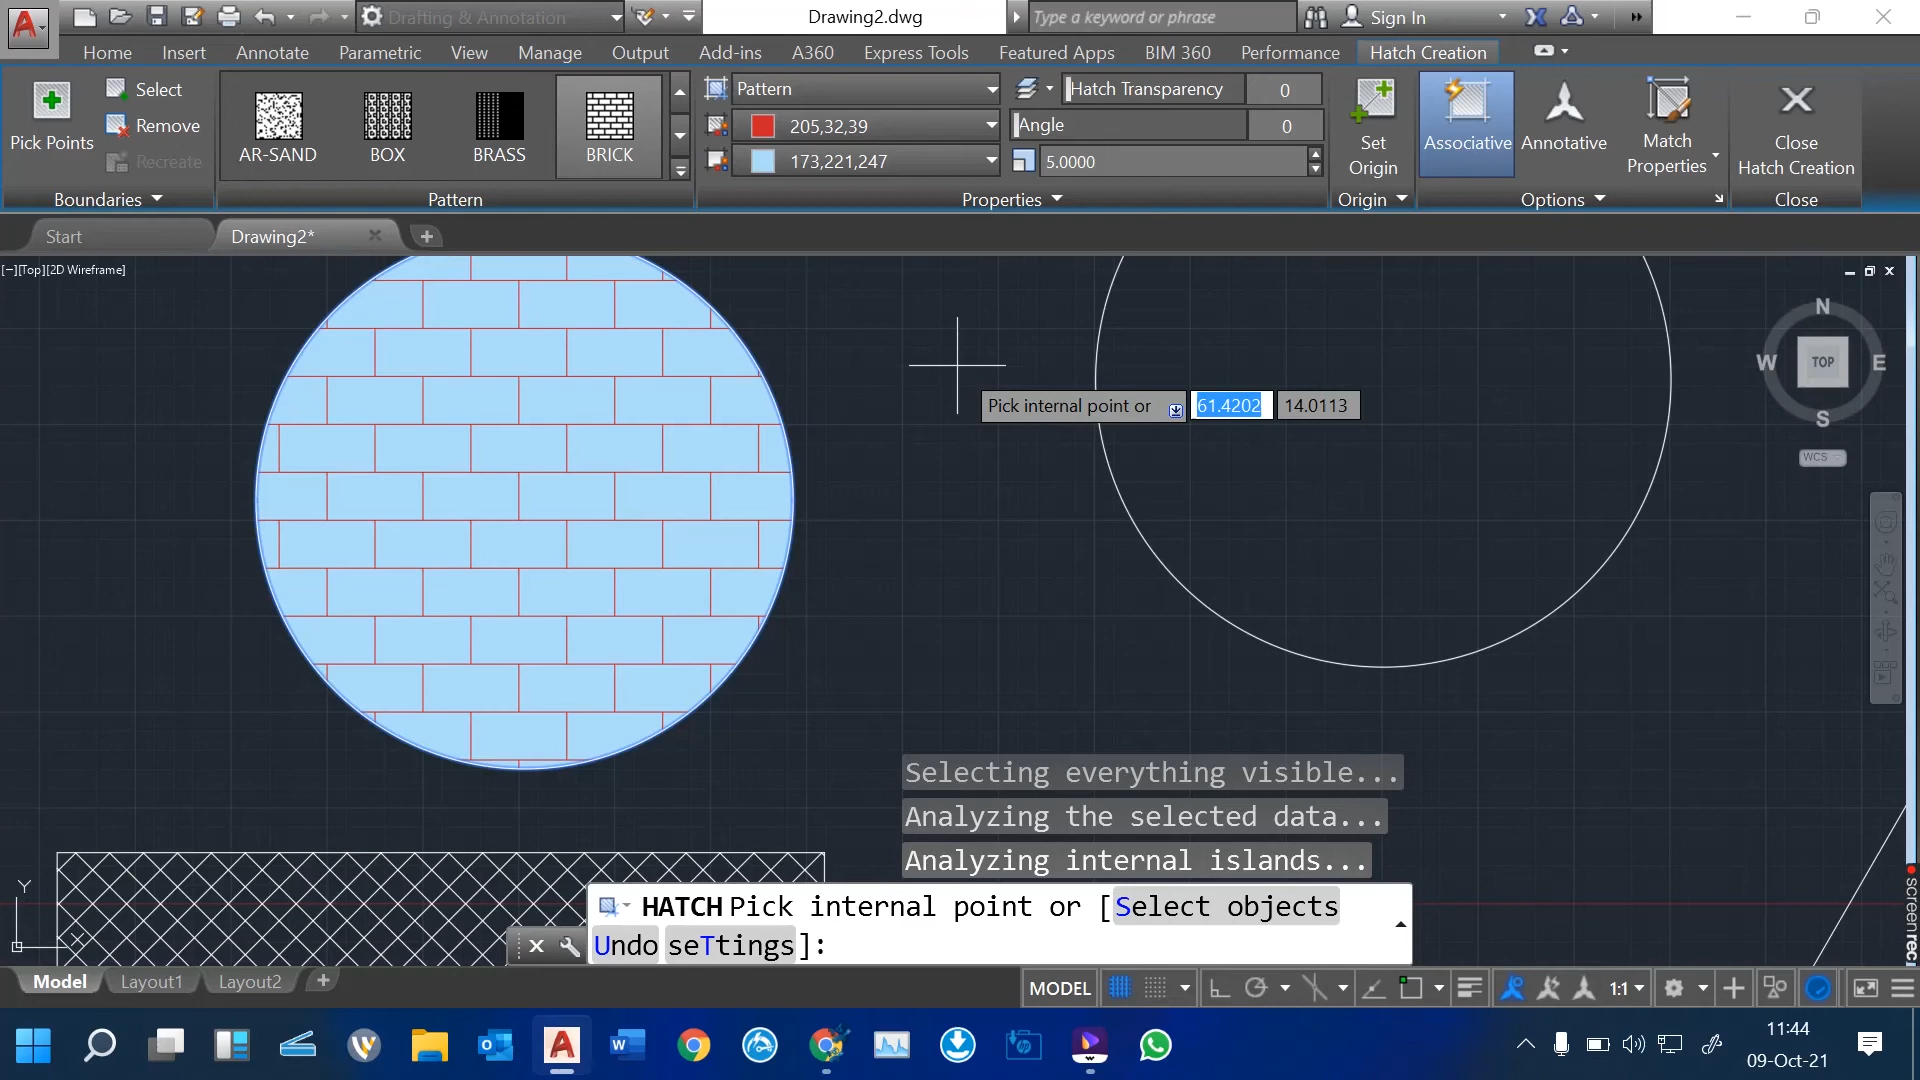 Drafting & Annotation
Drawing2.dwg
Type a keyword or phrase
Sign In
Home Insert Annotate Parametric View Manage Output Add-ins A360 Express Tools Featured Apps BIM 360 Performance Hatch Creation
Pick Points
Select
Remove
Recreate
Boundaries
AR-SAND
BOX
BRASS
BRICK
Pattern
Pattern
205,32,39
173,221,247
Hatch Transparency 0
Angle 0
5.0000
Properties
Set
Origin
Origin
Associative
Annotative
Match
Properties
Options
Close
Hatch Creation
Close
Start
Drawing2*
[−][Top][2D Wireframe]
N
W
TOP
E
S
WCS
Pick internal point or 61.4202 14.0113
Selecting everything visible...
Analyzing the selected data...
Analyzing internal islands...
HATCH Pick internal point or [Select objects
Undo seTtings]:
Y
X
screenrec
Model Layout1 Layout2
MODEL
1:1
11:44
09-Oct-21